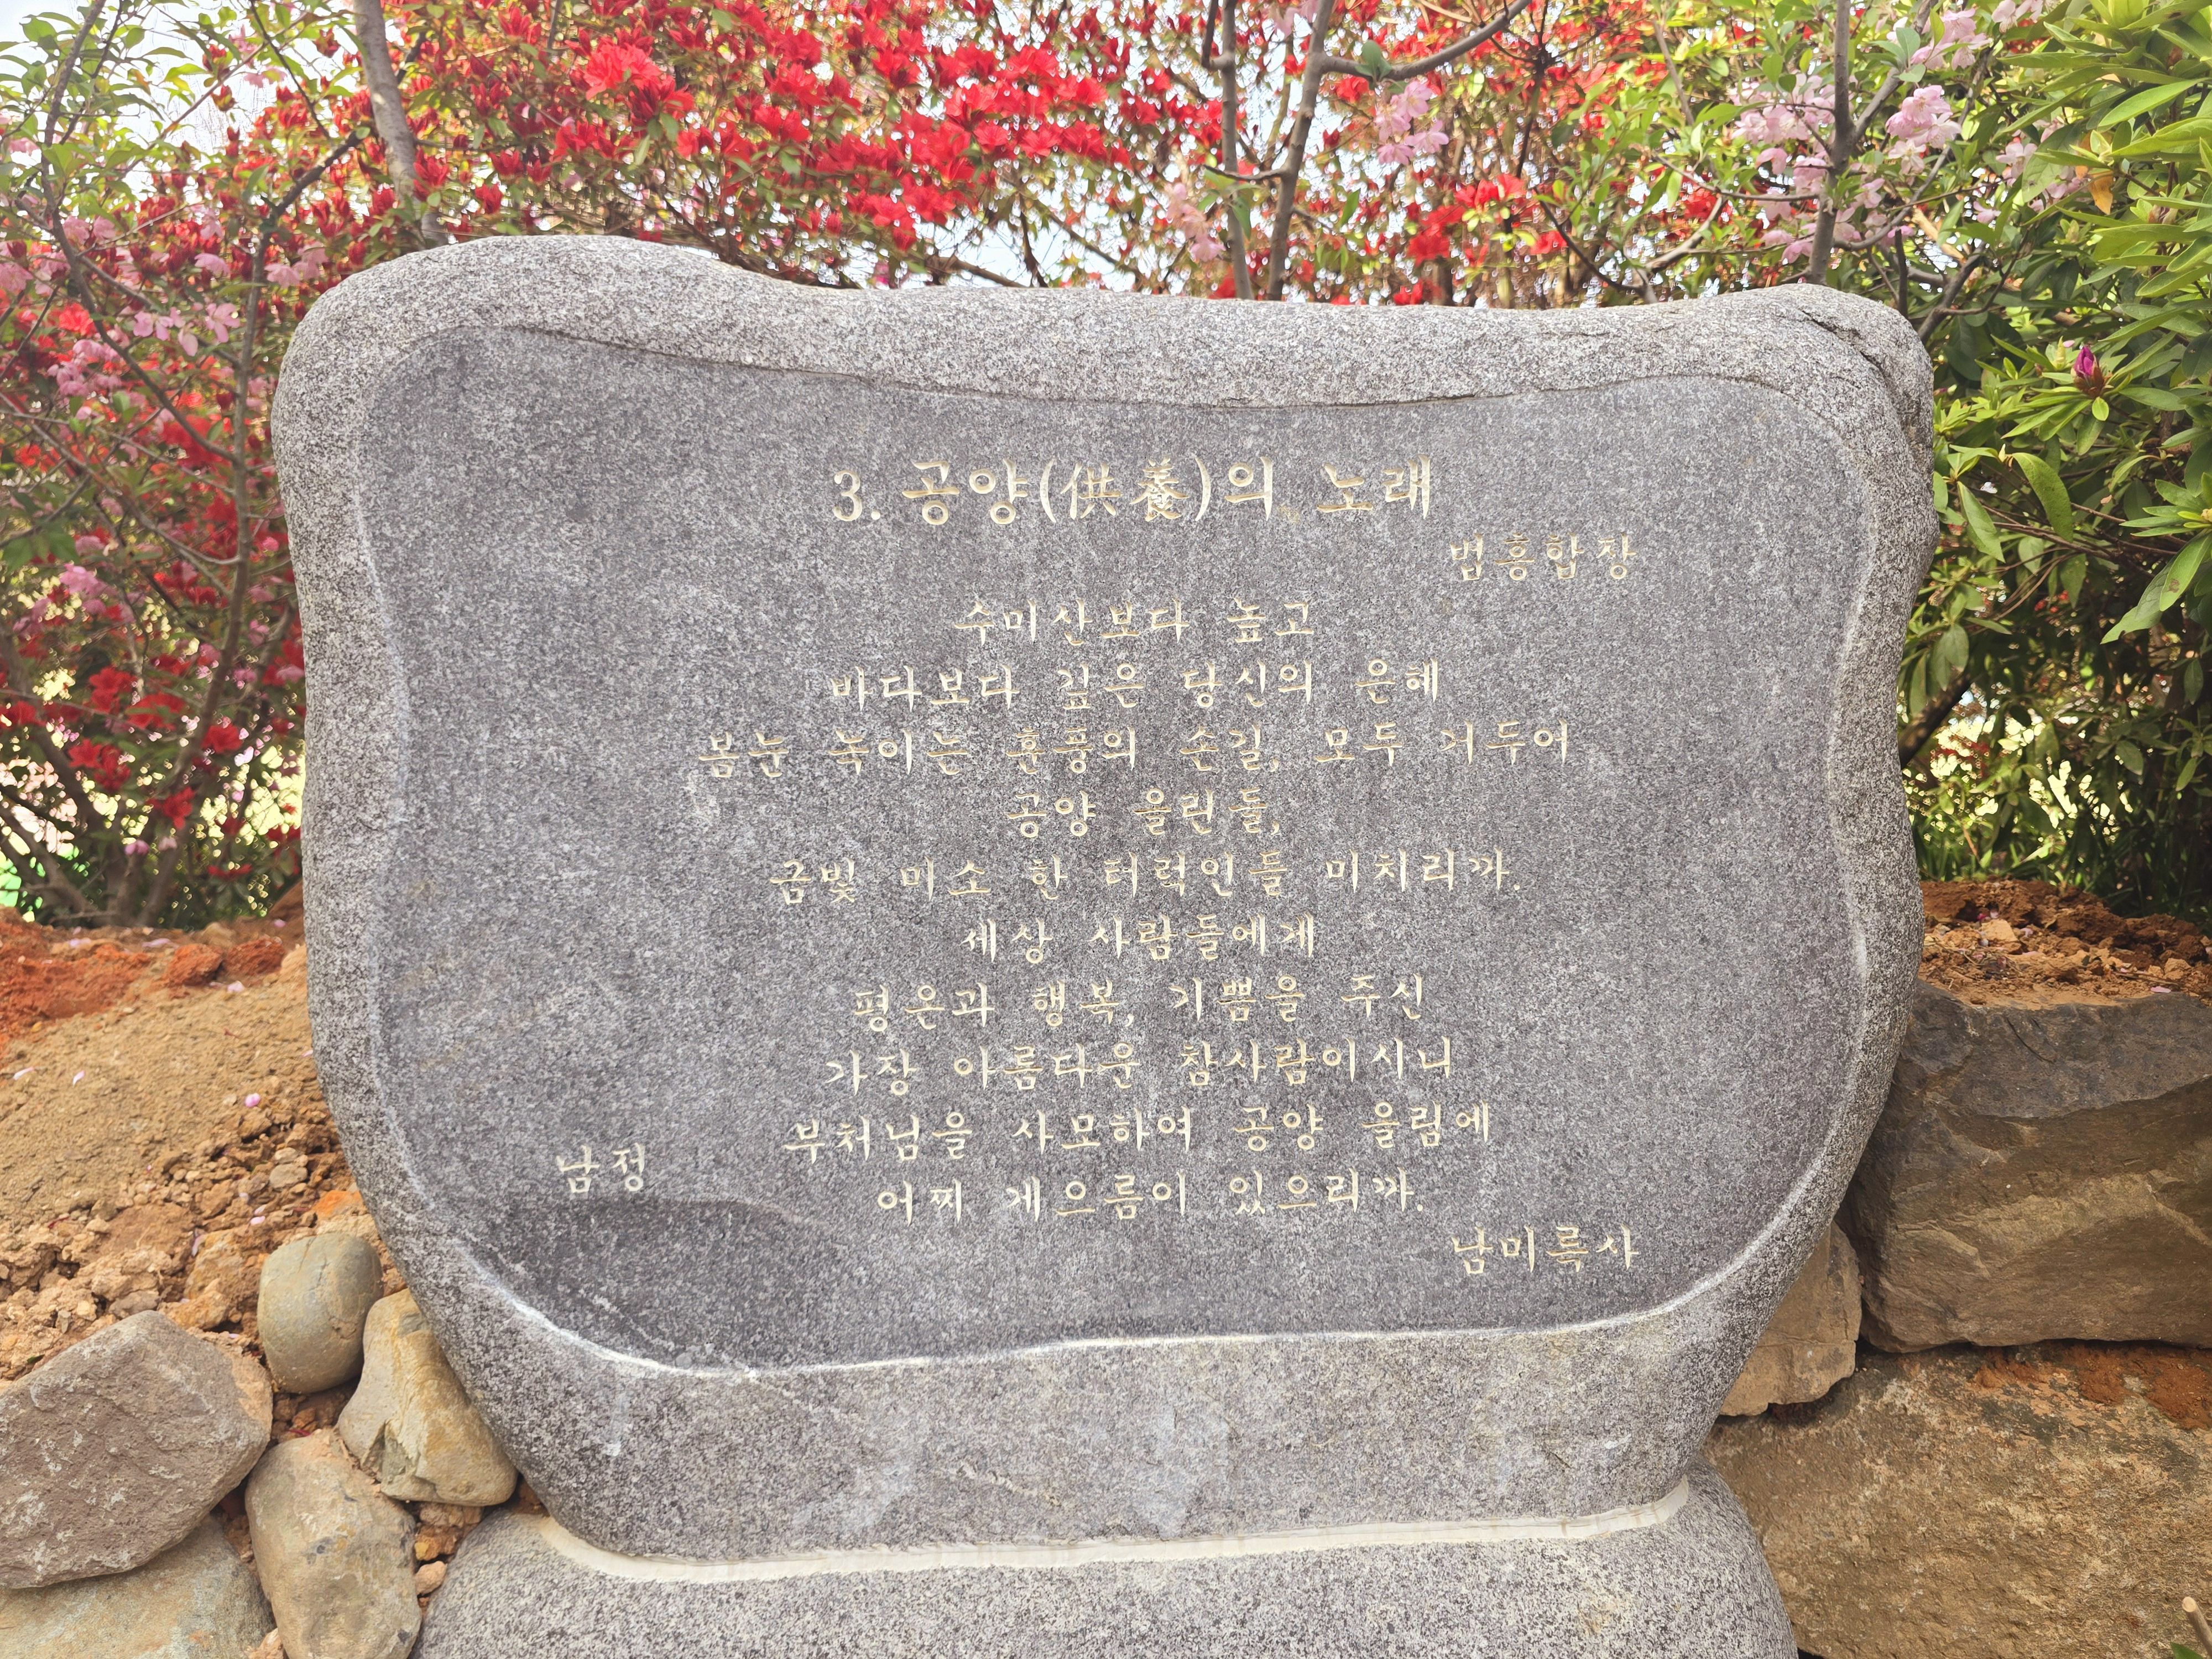 3. 공양(供養)의 노래
법흥합장
수미산보다 높고
바다보다 깊은 당신의 은혜
봄눈 녹이는 훈풍의 손길, 모두 거두어
공양 올린들,
금빛 미소 한 터럭인들 미치리까.
세상 사람들에게
평온과 행복, 기쁨을 주신
가장 아름다운 참사람이시니
부처님을 사모하여 공양 올림에
남정
어찌 게으름이 있으리까.
남미륵사